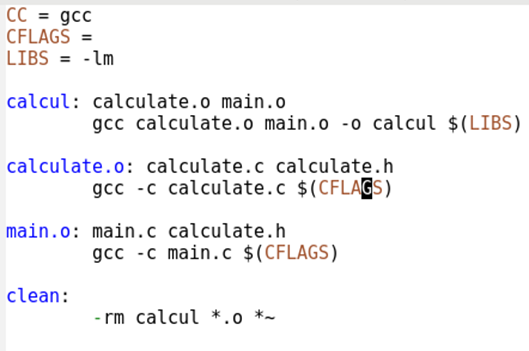 CC = gcc
CFLAGS =
LIBS = -lm
calcul: calculate.o main.o
gcc calculate.o main.o -o calcul $(LIBS)
calculate.o: calculate.c calculate.h
gcc -c calculate.c $(CFLAGS)
main.o: main.c calculate.h
gcc -c main.c $(CFLAGS)
clean:
-rm calcul *.o *~